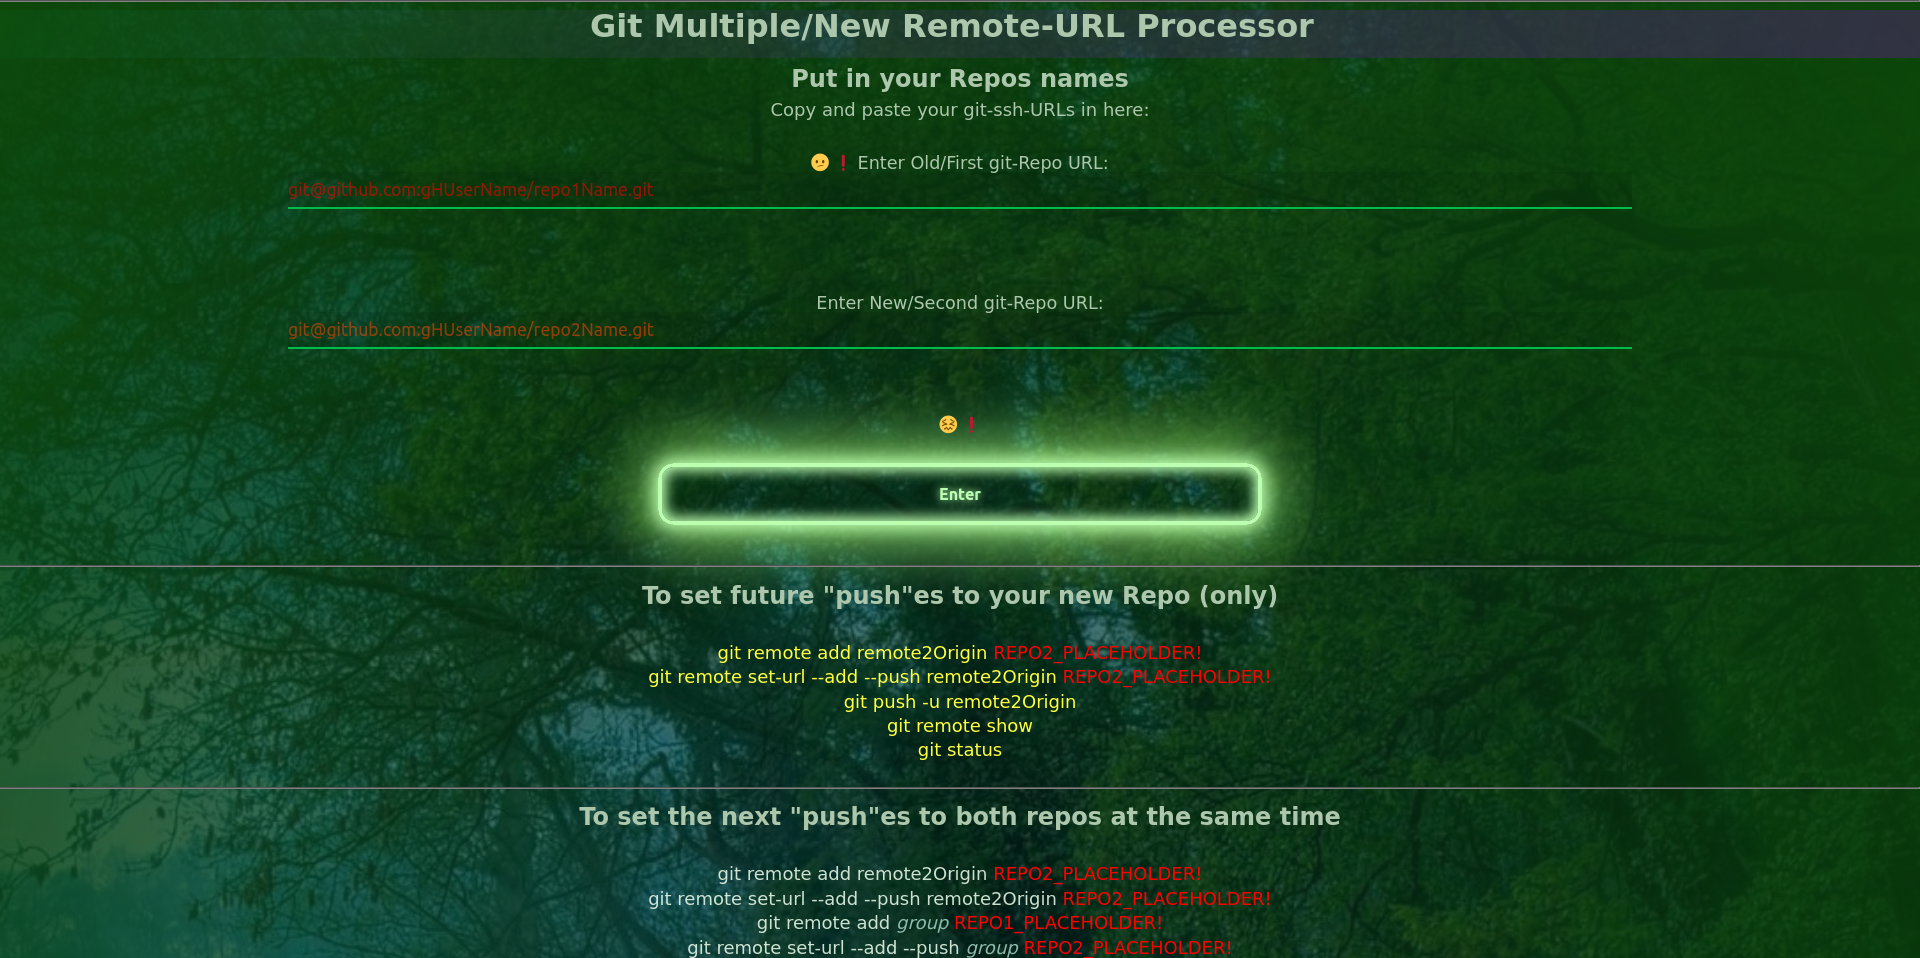 Git Multiple/New Remote-URL Processor
Put in your Repos names
Copy and paste your git-ssh-URLs in here:
😕❗ Enter Old/First git-Repo URL:
git@github.com:gHUserName/repo1Name.git
Enter New/Second git-Repo URL:
git@github.com:gHUserName/repo2Name.git
😖❗
Enter
To set future "push"es to your new Repo (only)
git remote add remote2Origin REPO2_PLACEHOLDER!
git remote set-url --add --push remote2Origin REPO2_PLACEHOLDER!
git push -u remote2Origin
git remote show
git status
To set the next "push"es to both repos at the same time
git remote add remote2Origin REPO2_PLACEHOLDER!
git remote set-url --add --push remote2Origin REPO2_PLACEHOLDER!
git remote add group REPO1_PLACEHOLDER!
git remote set-url --add --push group REPO2_PLACEHOLDER!